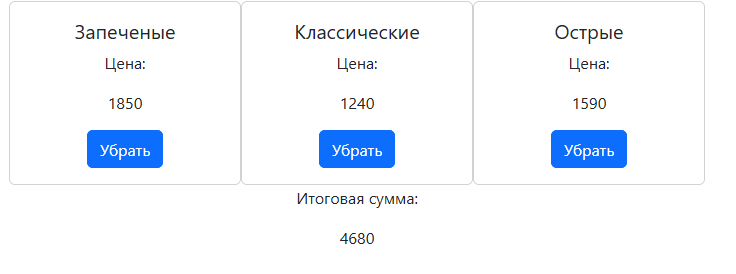 Запеченые
Цена:
1850
Убрать
Классические
Цена:
1240
Убрать
Острые
Цена:
1590
Убрать
Итоговая сумма:
4680